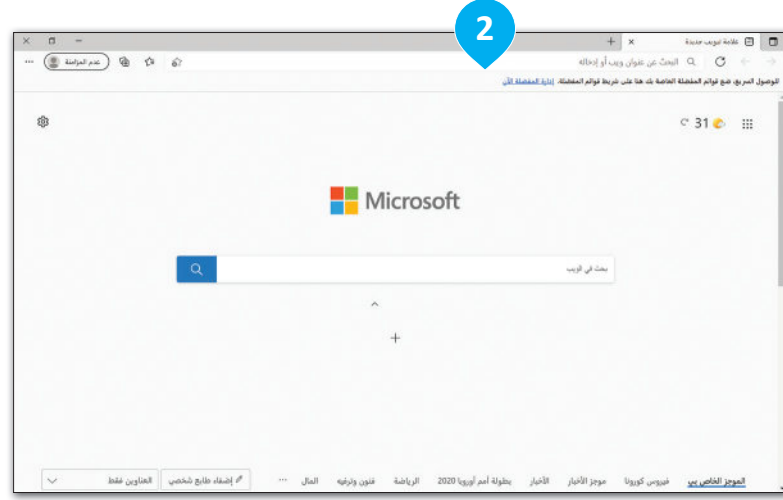 2
علامة تبويب جديدة
البحث عن عنوان ويب أو إدخاله
عدم المزامنة
للوصول السريع، ضع قوائم المفضلة الخاصة بك هنا على شريط قوائم المفضلة. إدارة المفضلة الآن
31 C°
Microsoft
بحث في الويب
الموجز الخاص بي فيروس كورونا موجز الأخبار الأخبار بطولة أمم أوروبا 2020 الرياضة فنون وترفيه المال ... إضفاء طابع شخصي العناوين فقط